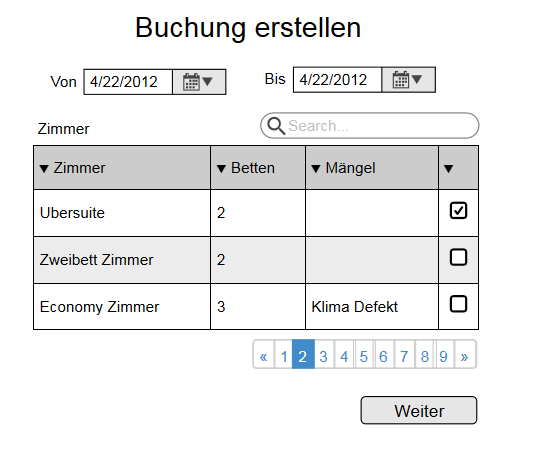 Buchung erstellen
Von 4/22/2012 Bis 4/22/2012
Zimmer Search...
Zimmer Betten Mängel
Ubersuite 2
Zweibett Zimmer 2
Economy Zimmer 3 Klima Defekt
« 1 2 3 4 5 6 7 8 9 »
Weiter